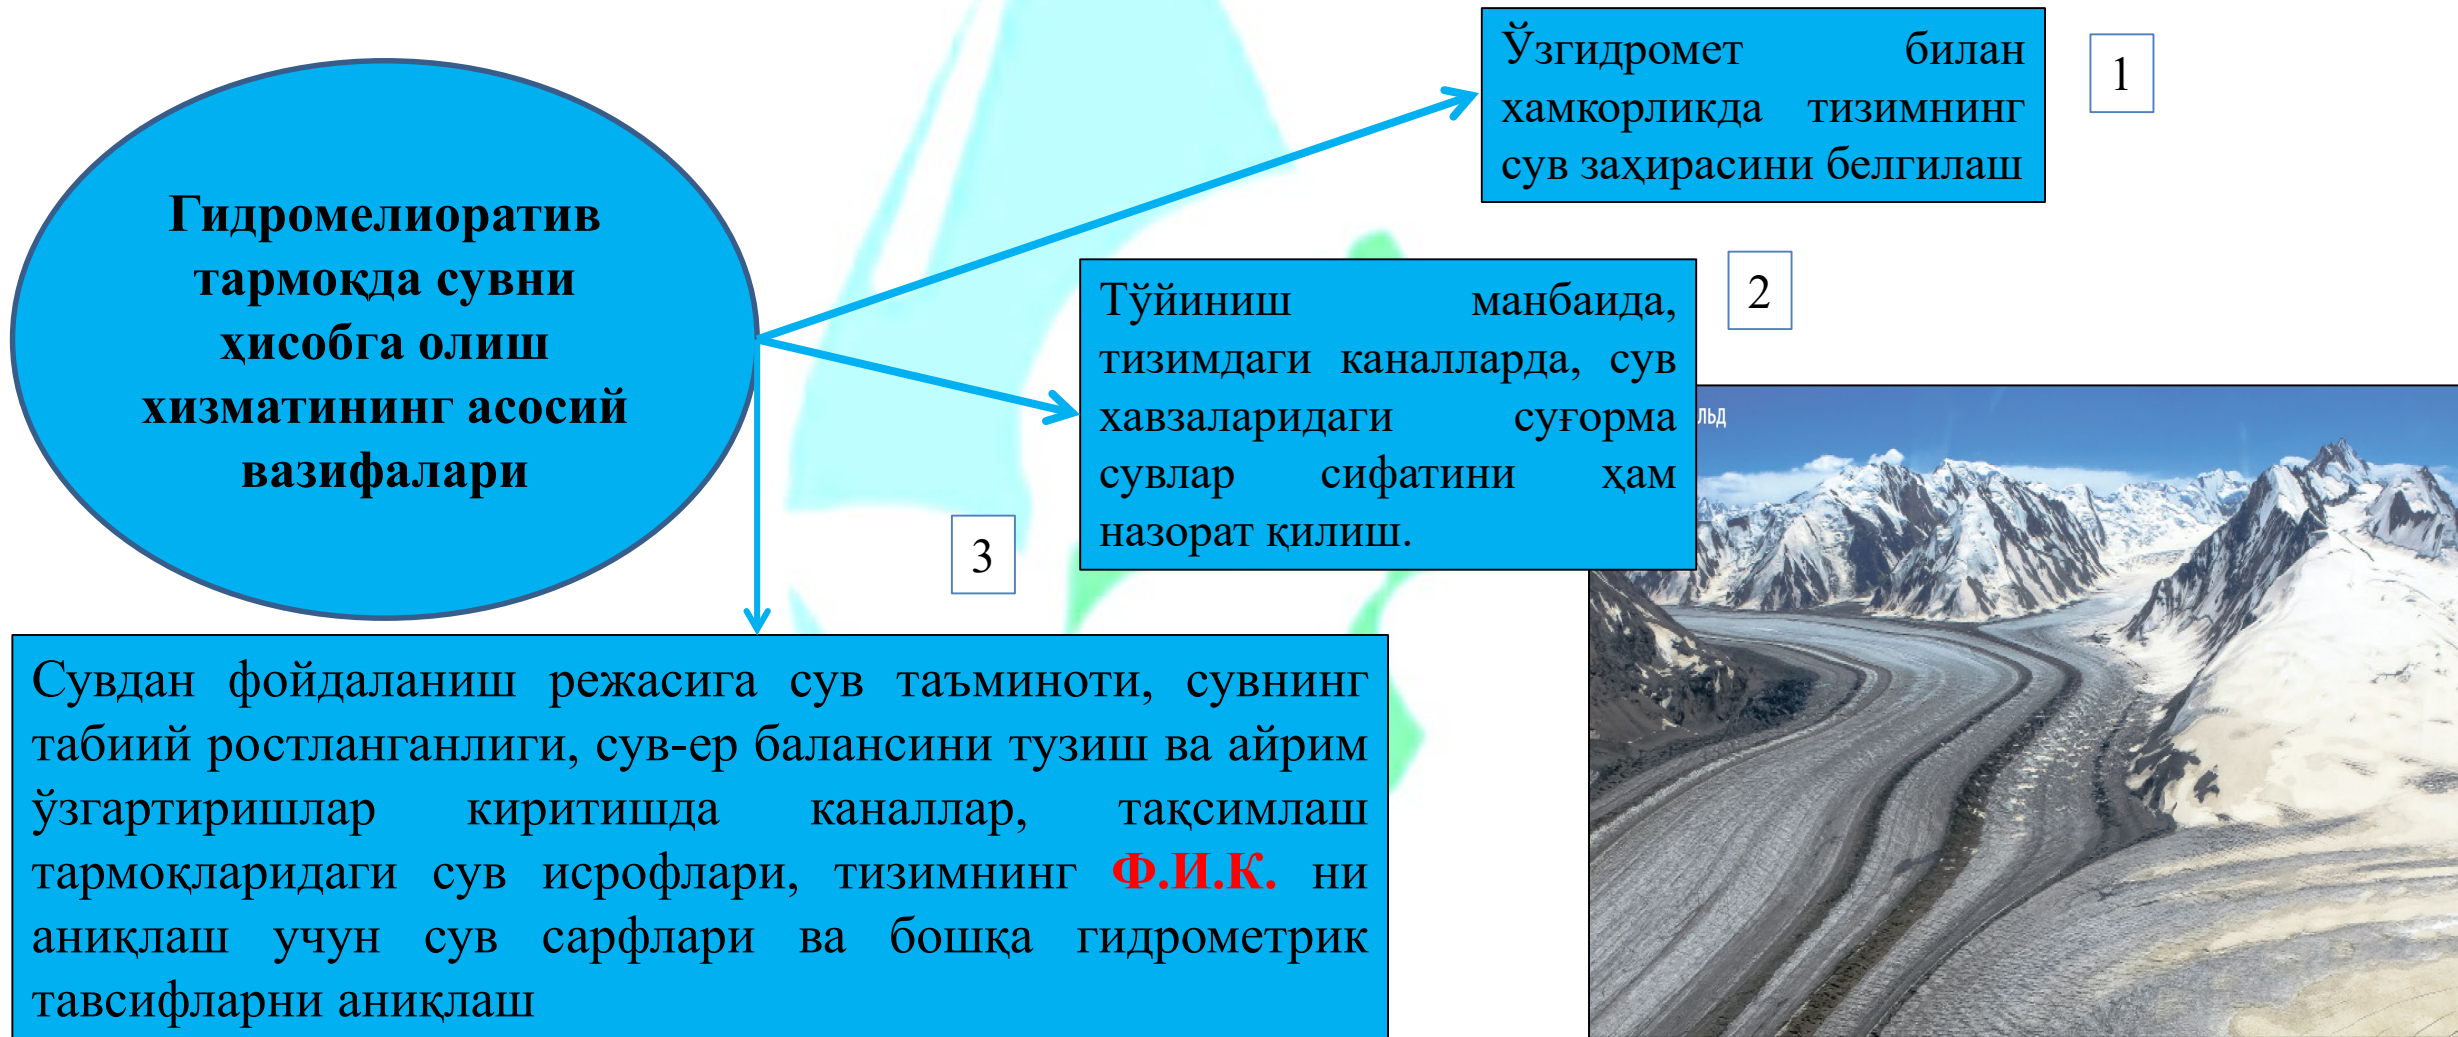 Гидромелиоратив
тармоқда сувни
ҳисобга олиш
хизматининг асосий
вазифалари
Ўзгидромет билан
хамкорликда тизимнинг
сув заҳирасини белгилаш
1
Тўйиниш манбаида,
тизимдаги каналларда, сув
хавзаларидаги суғорма
сувлар сифатини ҳам
назорат қилиш.
2
3
Сувдан фойдаланиш режасига сув таъминоти, сувнинг
табиий ростланганлиги, сув-ер балансини тузиш ва айрим
ўзгартиришлар киритишда каналлар, тақсимлаш
тармоқларидаги сув исрофлари, тизимнинг Ф.И.К. ни
аниқлаш учун сув сарфлари ва бошқа гидрометрик
тавсифларни аниқлаш